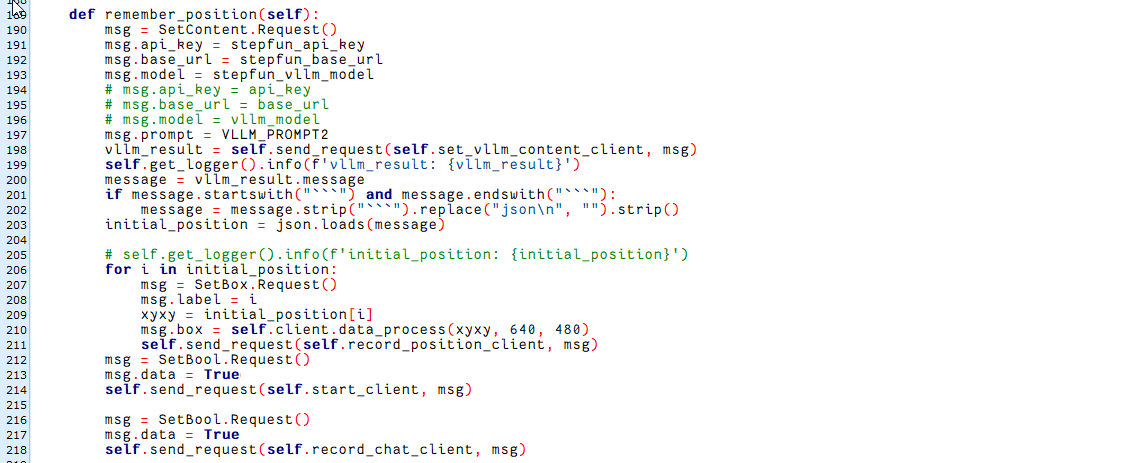 189 def remember_position(self):
190 msg = SetContent.Request()
191 msg.api_key = stepfun_api_key
192 msg.base_url = stepfun_base_url
193 msg.model = stepfun_vllm_model
194 # msg.api_key = api_key
195 # msg.base_url = base_url
196 # msg.model = vllm_model
197 msg.prompt = VLLM_PROMPT2
198 vllm_result = self.send_request(self.set_vllm_content_client, msg)
199 self.get_logger().info(f'vllm_result: {vllm_result}')
200 message = vllm_result.message
201 if message.startswith("```") and message.endswith("```"):
202 message = message.strip("```").replace("json\n", "").strip()
203 initial_position = json.loads(message)
204
205 # self.get_logger().info(f'initial_position: {initial_position}')
206 for i in initial_position:
207 msg = SetBox.Request()
208 msg.label = i
209 xyxy = initial_position[i]
210 msg.box = self.client.data_process(xyxy, 640, 480)
211 self.send_request(self.record_position_client, msg)
212 msg = SetBool.Request()
213 msg.data = True
214 self.send_request(self.start_client, msg)
215
216 msg = SetBool.Request()
217 msg.data = True
218 self.send_request(self.record_chat_client, msg)